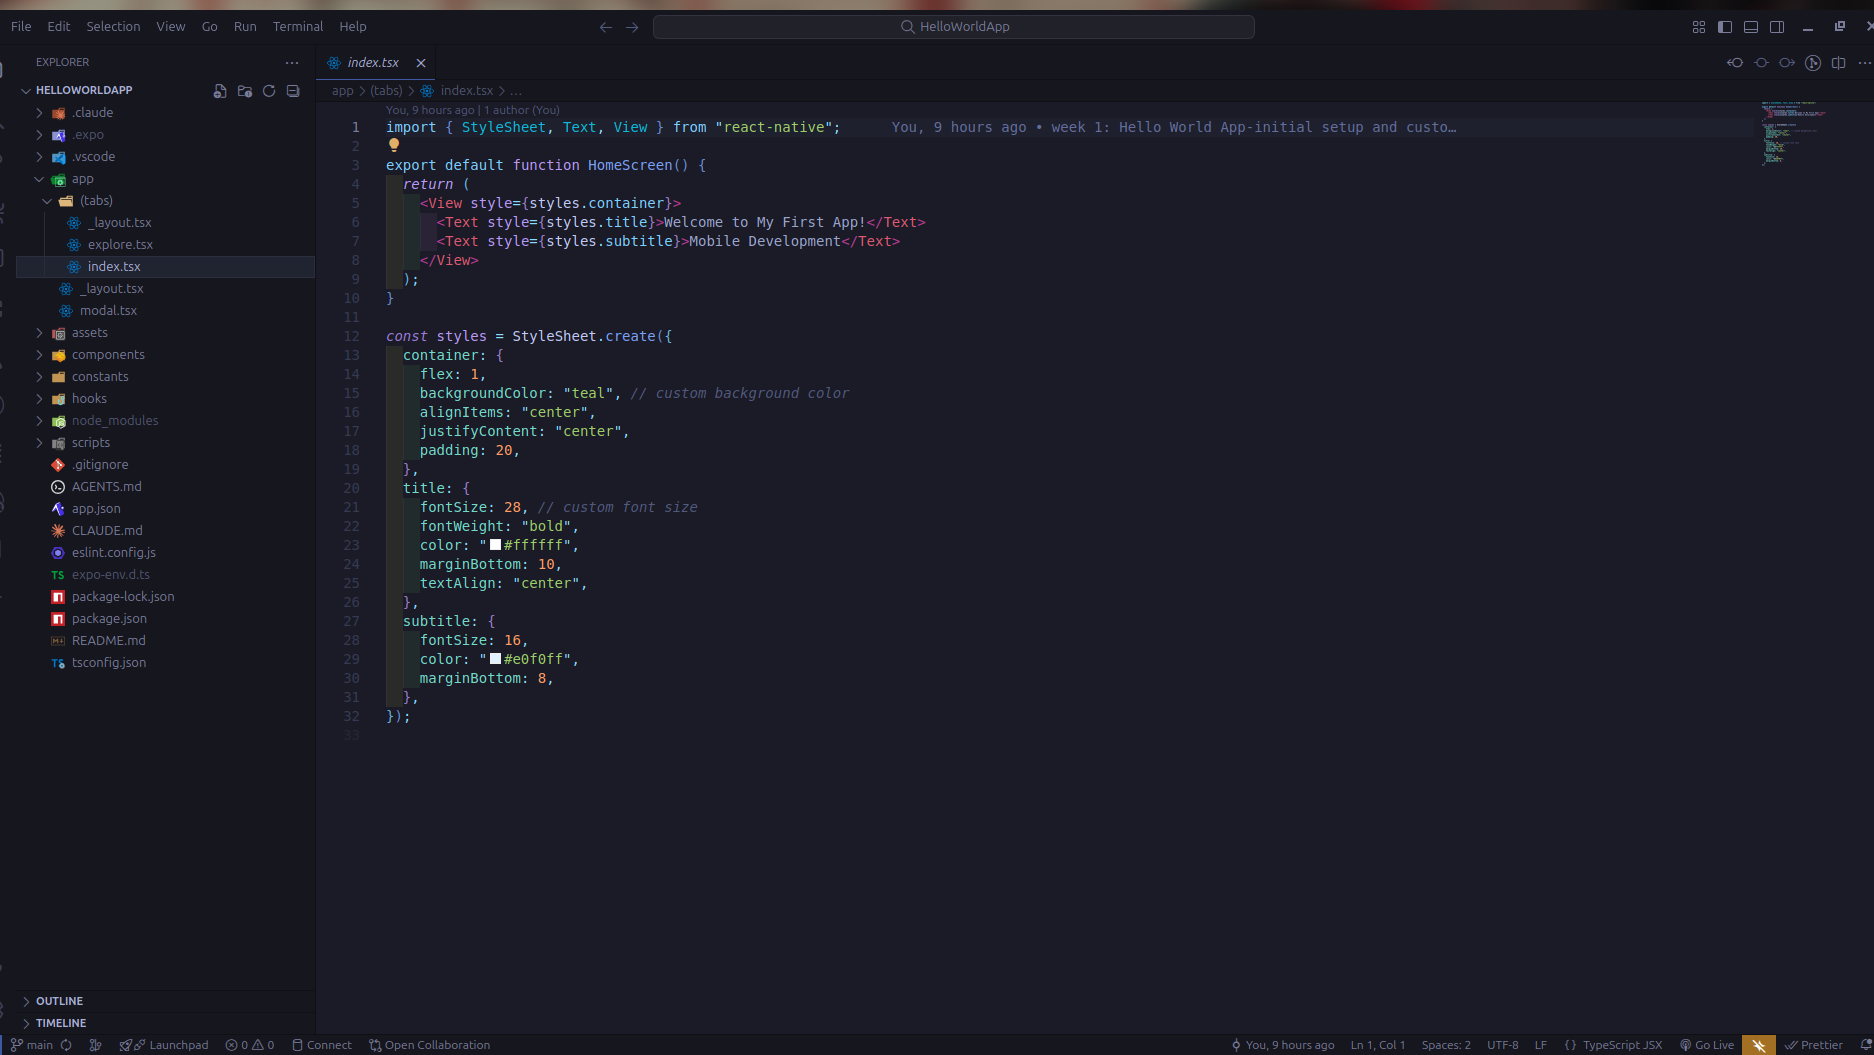 File Edit Selection View Go Run Terminal Help
HelloWorldApp
EXPLORER
HELLOWORLDAPP
.claude
.expo
.vscode
app
(tabs)
_layout.tsx
explore.tsx
index.tsx
_layout.tsx
modal.tsx
assets
components
constants
hooks
node_modules
scripts
.gitignore
AGENTS.md
app.json
CLAUDE.md
eslint.config.js
TS expo-env.d.ts
package-lock.json
package.json
README.md
TS tsconfig.json
OUTLINE
TIMELINE
index.tsx
app > (tabs) > index.tsx > ...
You, 9 hours ago | 1 author (You)
1 import { StyleSheet, Text, View } from "react-native"; You, 9 hours ago • week 1: Hello World App-initial setup and custo…
2
3 export default function HomeScreen() {
4 return (
5 <View style={styles.container}>
6 <Text style={styles.title}>Welcome to My First App!</Text>
7 <Text style={styles.subtitle}>Mobile Development</Text>
8 </View>
9 );
10 }
11
12 const styles = StyleSheet.create({
13 container: {
14 flex: 1,
15 backgroundColor: "teal", // custom background color
16 alignItems: "center",
17 justifyContent: "center",
18 padding: 20,
19 },
20 title: {
21 fontSize: 28, // custom font size
22 fontWeight: "bold",
23 color: "#ffffff",
24 marginBottom: 10,
25 textAlign: "center",
26 },
27 subtitle: {
28 fontSize: 16,
29 color: "#e0f0ff",
30 marginBottom: 8,
31 },
32 });
33
main Launchpad 0 0 Connect Open Collaboration You, 9 hours ago Ln 1, Col 1 Spaces: 2 UTF-8 LF {} TypeScript JSX Go Live Prettier